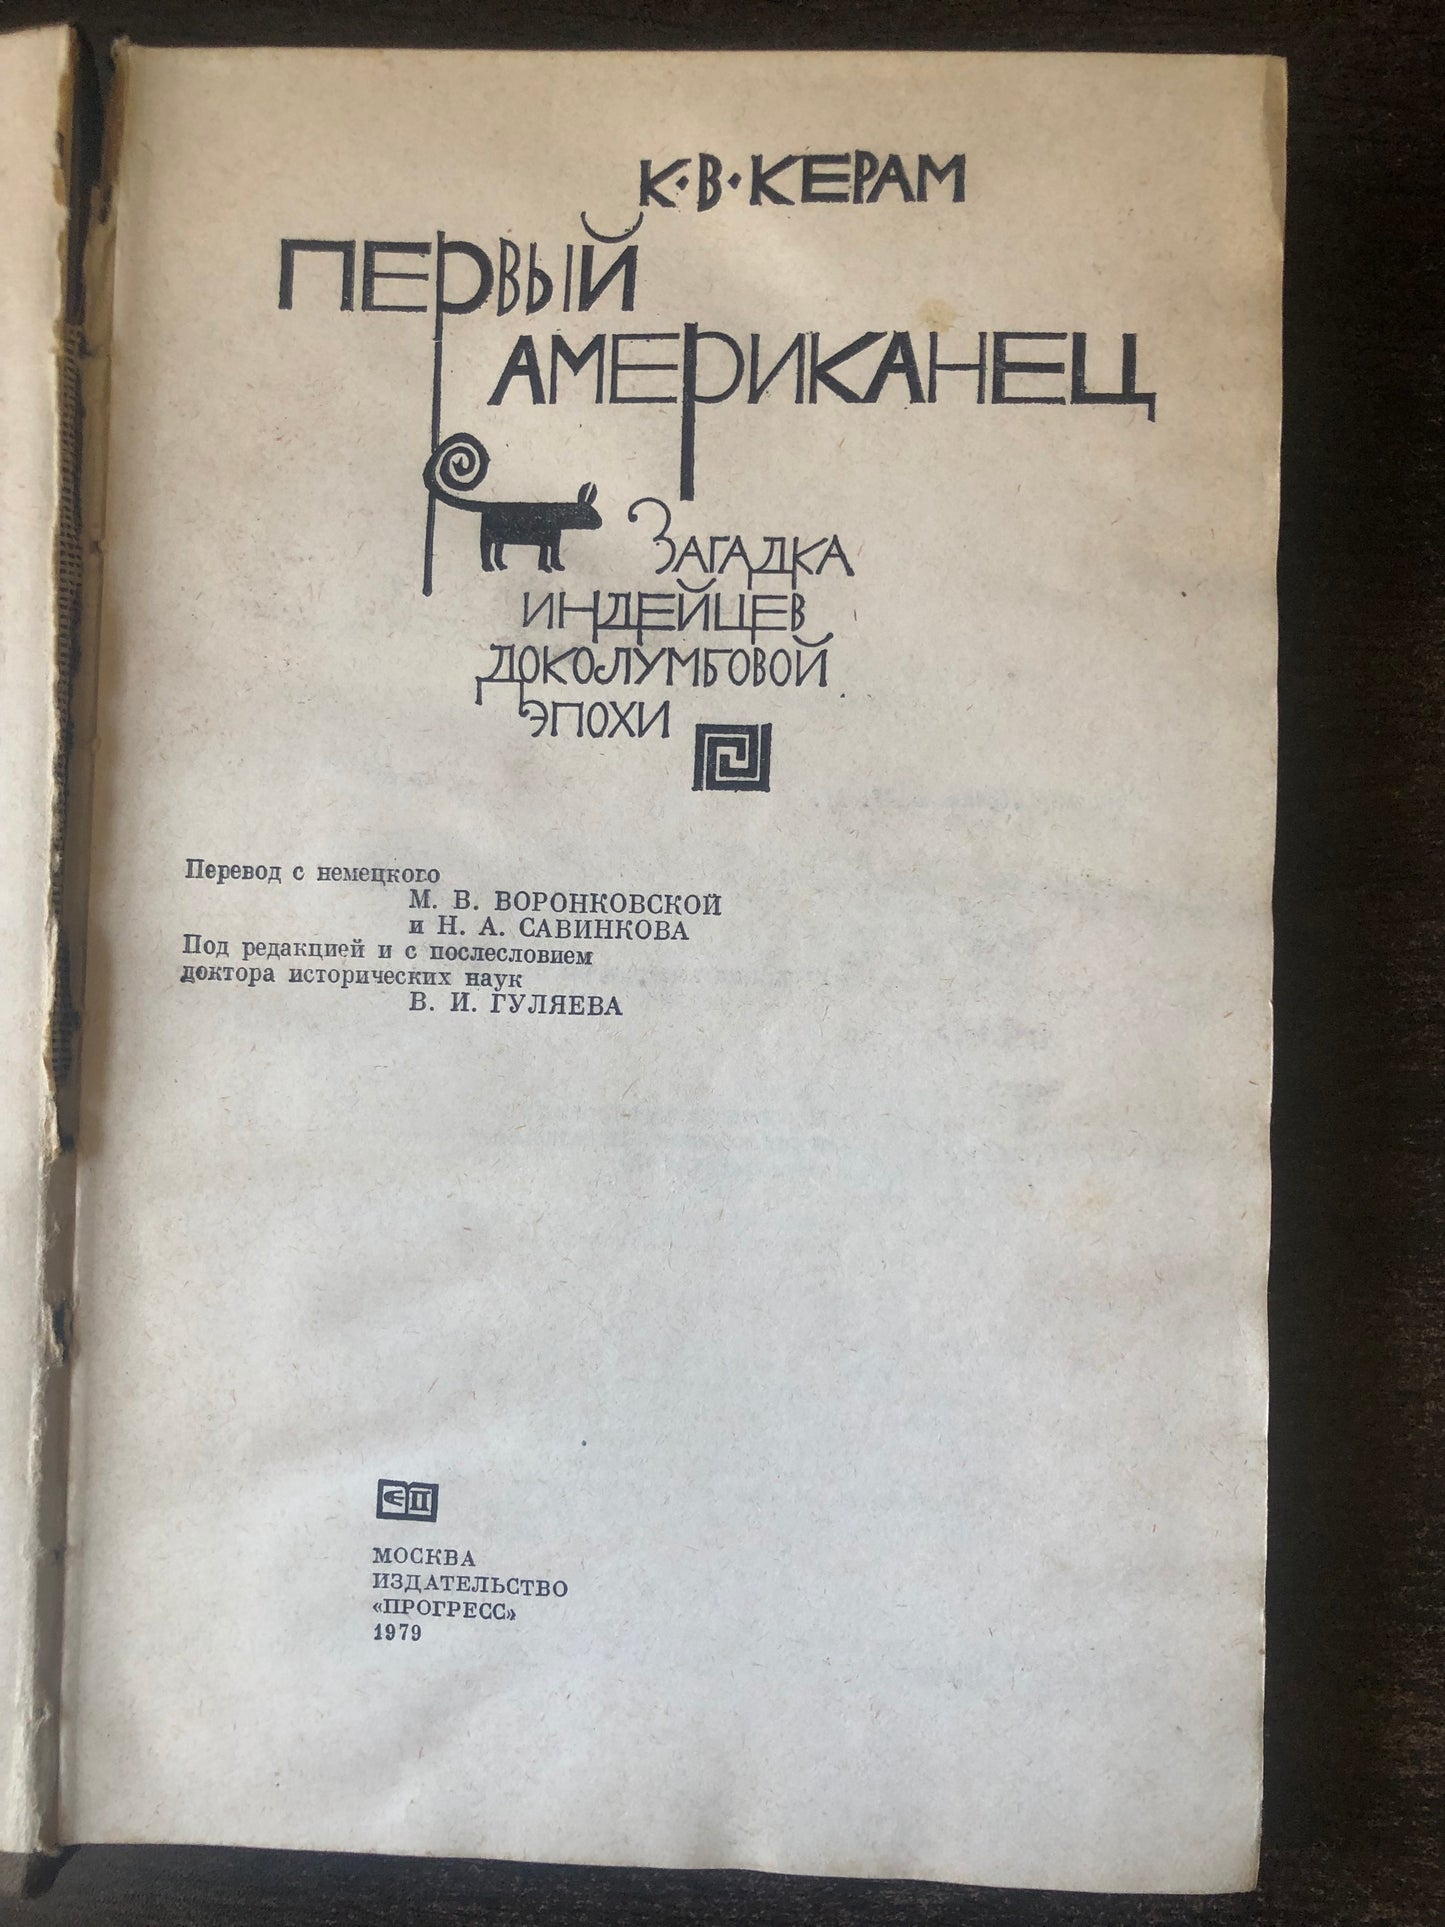 К·В·КЕРАМ
ПЕРВЫЙ
АМЕРИКАНЕЦ
ЗАГАДКА
ИНДЕЙЦЕВ
ДОКОЛУМБОВОЙ
ЭПОХИ
Перевод с немецкого
М. В. ВОРОНКОВСКОЙ
и Н. А. САВИНКОВА
Под редакцией и с послесловием
доктора исторических наук
В. И. ГУЛЯЕВА
МОСКВА
ИЗДАТЕЛЬСТВО
«ПРОГРЕСС»
1979